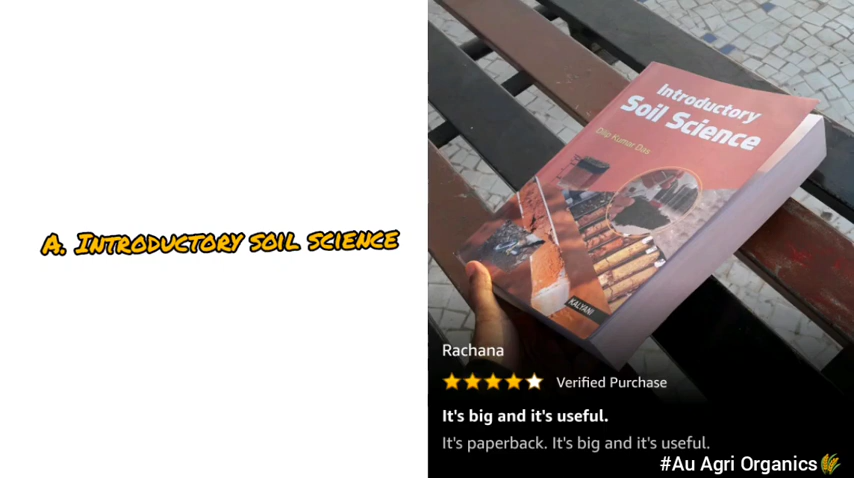 A. Introductory soil science
Introductory
Soil Science
Dilip Kumar Das
KALYANI
Rachana
Verified Purchase
It's big and it's useful.
It's paperback. It's big and it's useful.
#Au Agri Organics